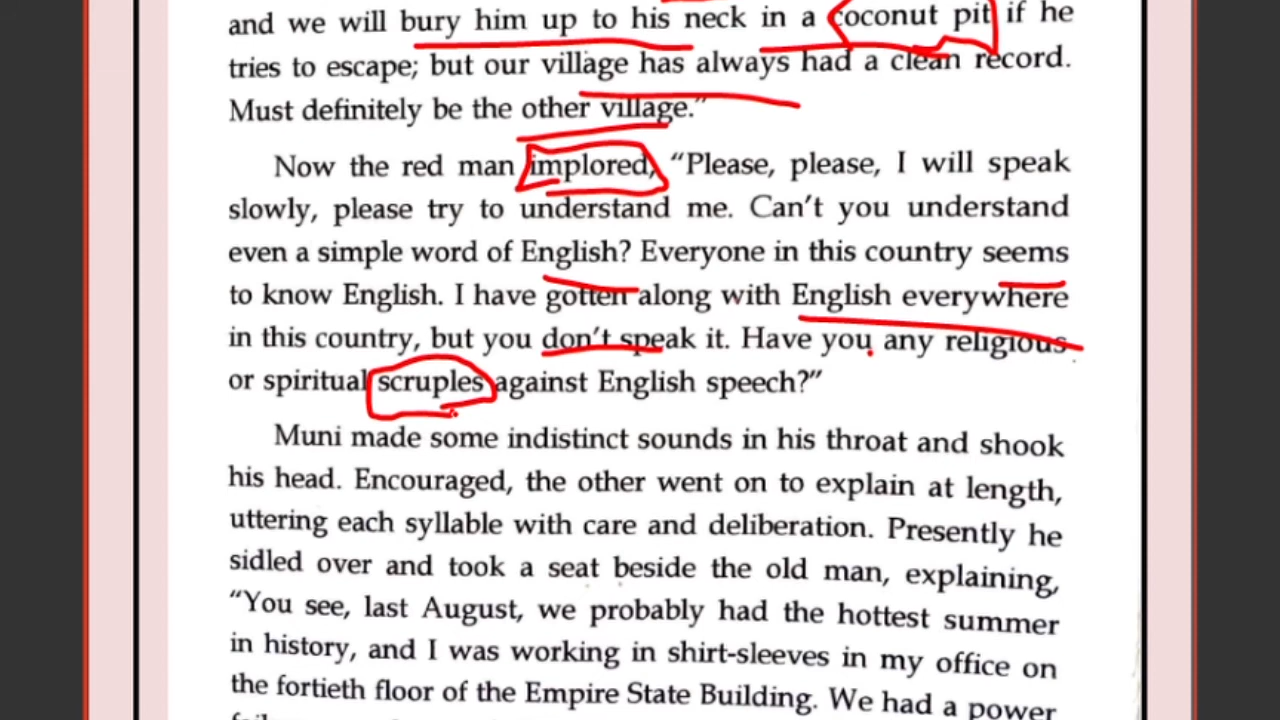 and we will bury him up to his neck in a coconut pit if he
tries to escape; but our village has always had a clean record.
Must definitely be the other village."
Now the red man implored, "Please, please, I will speak
slowly, please try to understand me. Can't you understand
even a simple word of English? Everyone in this country seems
to know English. I have gotten along with English everywhere
in this country, but you don't speak it. Have you any religious
or spiritual scruples against English speech?"
Muni made some indistinct sounds in his throat and shook
his head. Encouraged, the other went on to explain at length,
uttering each syllable with care and deliberation. Presently he
sidled over and took a seat beside the old man, explaining,
"You see, last August, we probably had the hottest summer
in history, and I was working in shirt-sleeves in my office on
the fortieth floor of the Empire State Building. We had a power